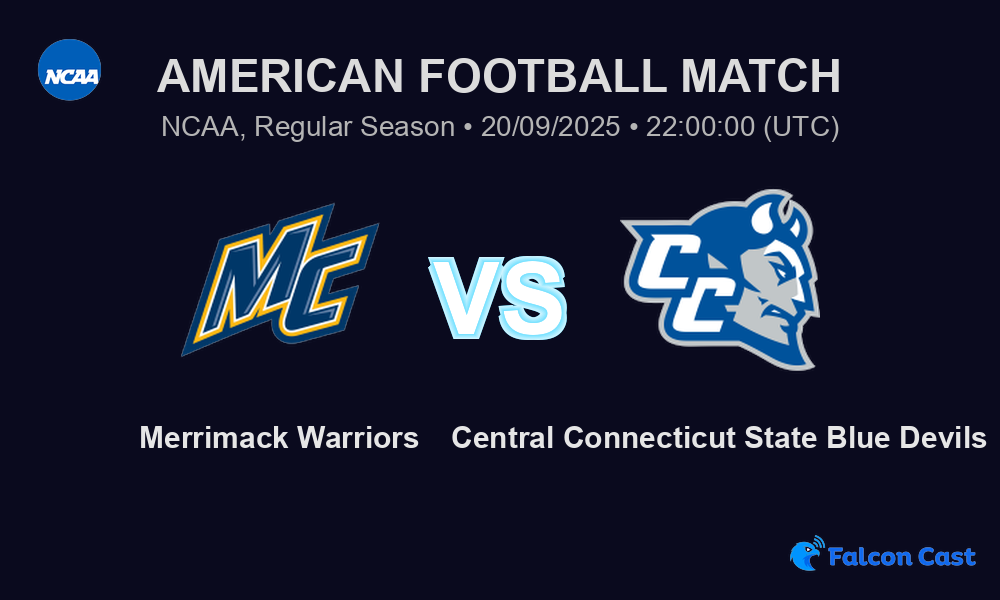 NCAA
AMERICAN FOOTBALL MATCH
NCAA, Regular Season • 20/09/2025 • 22:00:00 (UTC)
MC
VS
CC
Merrimack Warriors
Central Connecticut State Blue Devils
Falcon Cast